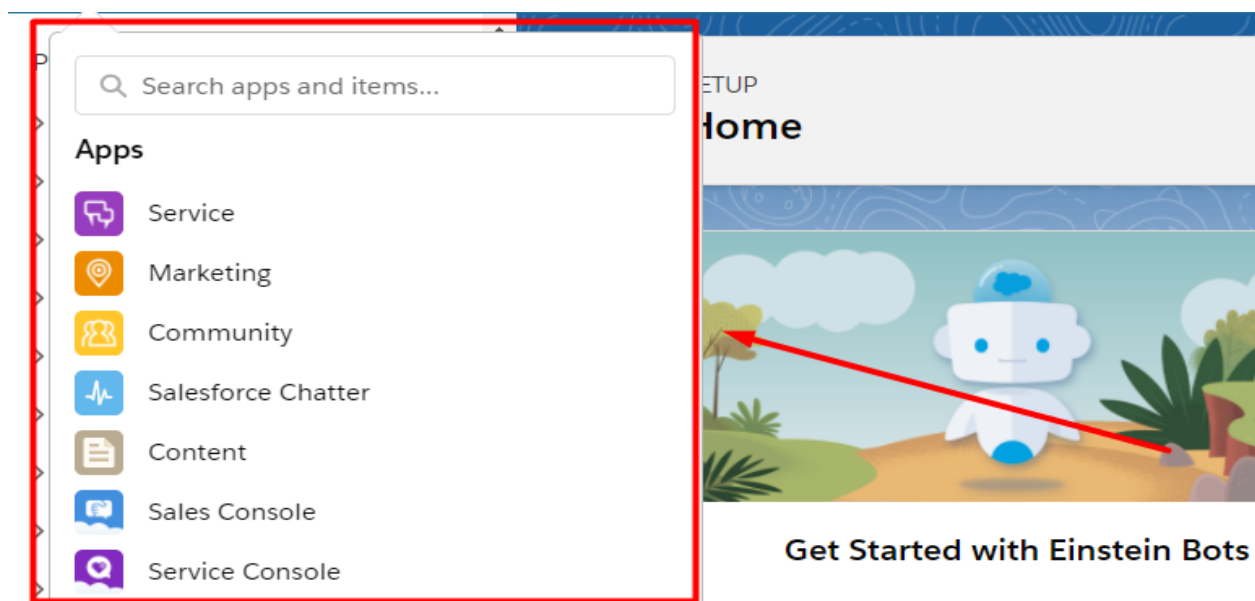 P
Search apps and items...
Apps
Service
Marketing
Community
Salesforce Chatter
Content
Sales Console
Service Console
ETUP
Home
Get Started with Einstein Bots